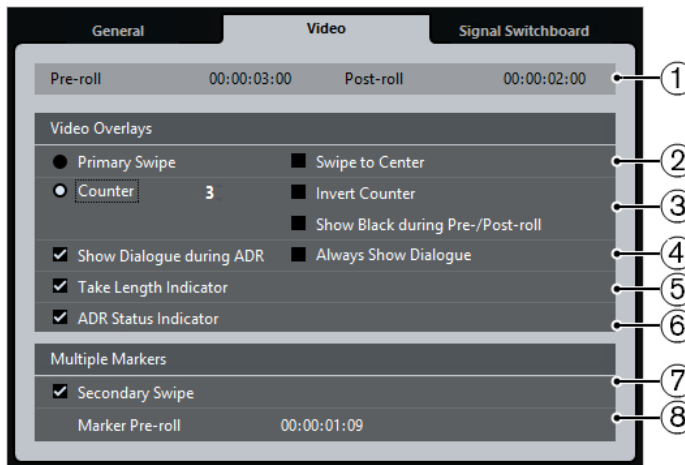 General Video Signal Switchboard
Pre-roll 00:00:03:00 Post-roll 00:00:02:00 1
Video Overlays
Primary Swipe Swipe to Center 2
Counter 3 Invert Counter
3
Show Black during Pre-/Post-roll
Show Dialogue during ADR Always Show Dialogue 4
Take Length Indicator 5
ADR Status Indicator 6
Multiple Markers
7
Secondary Swipe
Marker Pre-roll 00:00:01:09 8